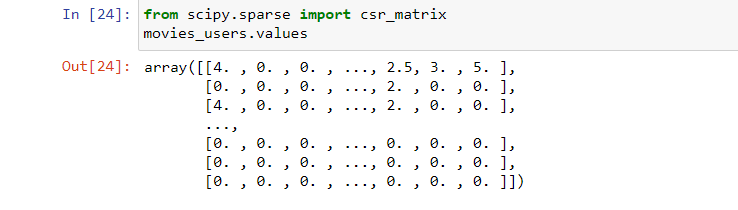 In [24]: from scipy.sparse import csr_matrix
movies_users.values
Out[24]: array([[4. , 0. , 0. , ..., 2.5, 3. , 5. ],
[0. , 0. , 0. , ..., 2. , 0. , 0. ],
[4. , 0. , 0. , ..., 2. , 0. , 0. ],
...,
[0. , 0. , 0. , ..., 0. , 0. , 0. ],
[0. , 0. , 0. , ..., 0. , 0. , 0. ],
[0. , 0. , 0. , ..., 0. , 0. , 0. ]])